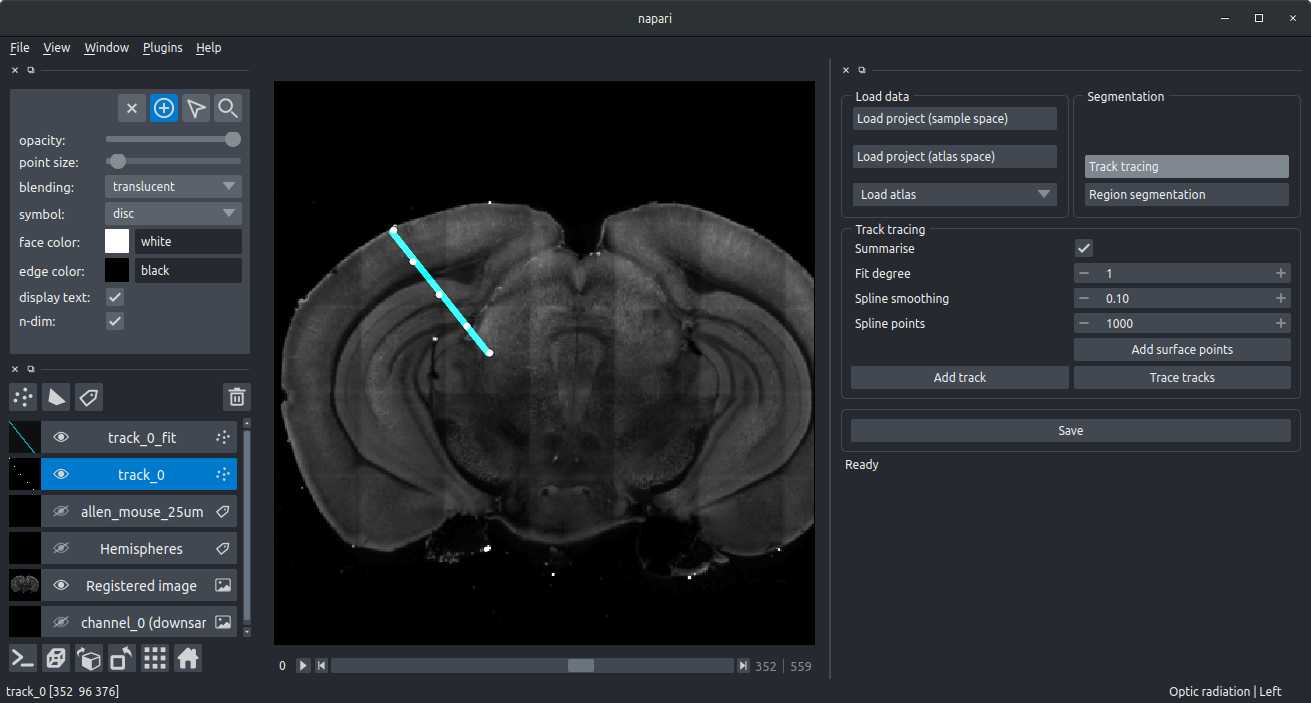 napari
File View Window Plugins Help
opacity:
point size:
blending: translucent
symbol: disc
face color: white
edge color: black
display text:
n-dim:
track_0_fit
track_0
allen_mouse_25um
Hemispheres
Registered image
channel_0 (downsar
0 352 559
track_0 [352 96 376]
Load data
Load project (sample space)
Load project (atlas space)
Load atlas
Segmentation
Track tracing
Region segmentation
Track tracing
Summarise
Fit degree 1
Spline smoothing 0.10
Spline points 1000
Add surface points
Add track Trace tracks
Save
Ready
Optic radiation | Left